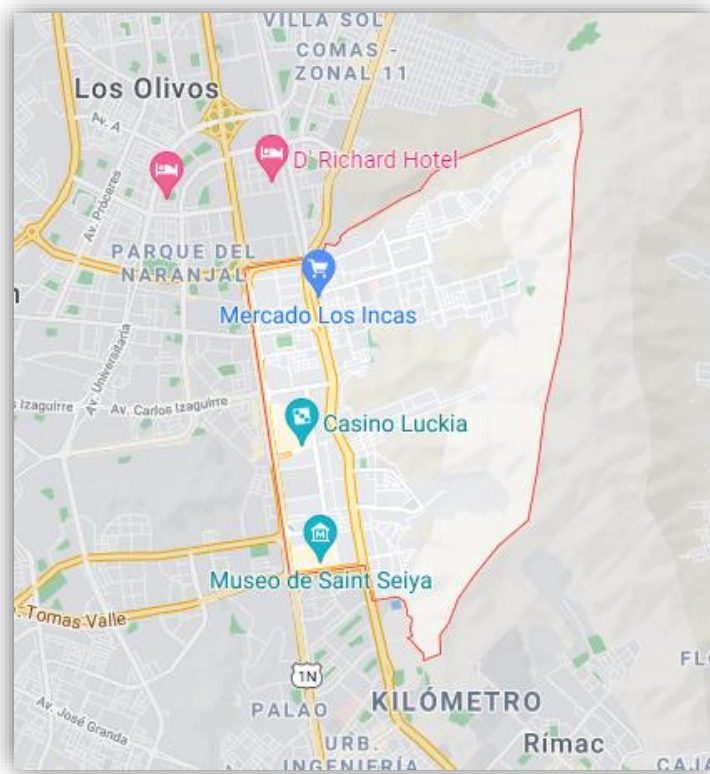 VILLA SOL
COMAS -
ZONAL 11
Los Olivos
Av. A
D' Richard Hotel
Av. Próceres
PARQUE DEL
NARANJAL
Mercado Los Incas
Av. Universitaria
Izaguirre
Av. Carlos Izaguirre
Casino Luckia
Museo de Saint Seiya
Tomas Valle
1N
KILÓMETRO
PALAO
Av. José Granda
URB.
INGENIERÍA
Rímac